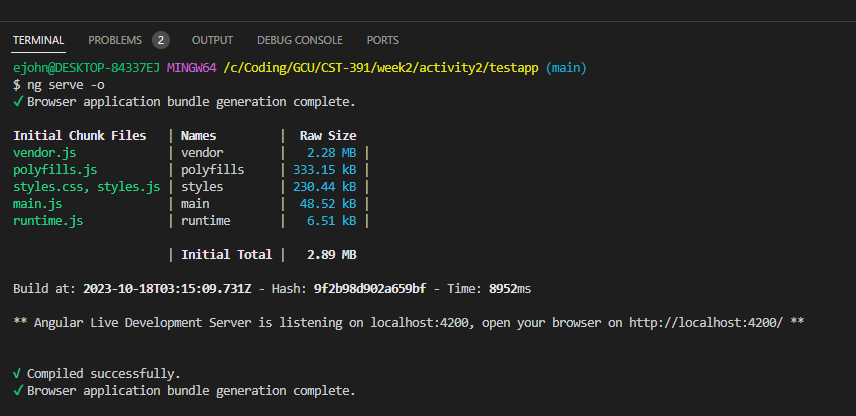 TERMINAL PROBLEMS 2 OUTPUT DEBUG CONSOLE PORTS
ejohn@DESKTOP-84337EJ MINGW64 /c/Coding/GCU/CST-391/week2/activity2/testapp (main)
$ ng serve -o
✓ Browser application bundle generation complete.
Initial Chunk Files | Names | Raw Size
vendor.js | vendor | 2.28 MB |
polyfills.js | polyfills | 333.15 kB |
styles.css, styles.js | styles | 230.44 kB |
main.js | main | 48.52 kB |
runtime.js | runtime | 6.51 kB |
| Initial Total | 2.89 MB
Build at: 2023-10-18T03:15:09.731Z - Hash: 9f2b98d902a659bf - Time: 8952ms
** Angular Live Development Server is listening on localhost:4200, open your browser on http://localhost:4200/ **
√ Compiled successfully.
✓ Browser application bundle generation complete.